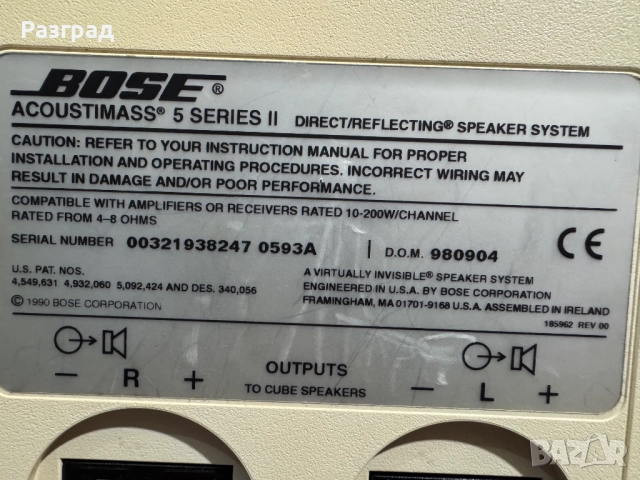 Разград
BOSE®
ACOUSTIMASS® 5 SERIES II DIRECT/REFLECTING® SPEAKER SYSTEM
CAUTION: REFER TO YOUR INSTRUCTION MANUAL FOR PROPER
INSTALLATION AND OPERATING PROCEDURES. INCORRECT WIRING MAY
RESULT IN DAMAGE AND/OR POOR PERFORMANCE.
COMPATIBLE WITH AMPLIFIERS OR RECEIVERS RATED 10-200W/CHANNEL
RATED FROM 4–8 OHMS
SERIAL NUMBER 00321938247 0593A | D.O.M. 980904 CE
U.S. PAT. NOS.
4,549,631 4,932,060 5,092,424 AND DES. 340,056
© 1990 BOSE CORPORATION
A VIRTUALLY INVISIBLE® SPEAKER SYSTEM
ENGINEERED IN U.S.A. BY BOSE CORPORATION
FRAMINGHAM, MA 01701-9168 U.S.A. ASSEMBLED IN IRELAND
185962 REV 00
− R +
OUTPUTS
TO CUBE SPEAKERS
− L +
BAZAR